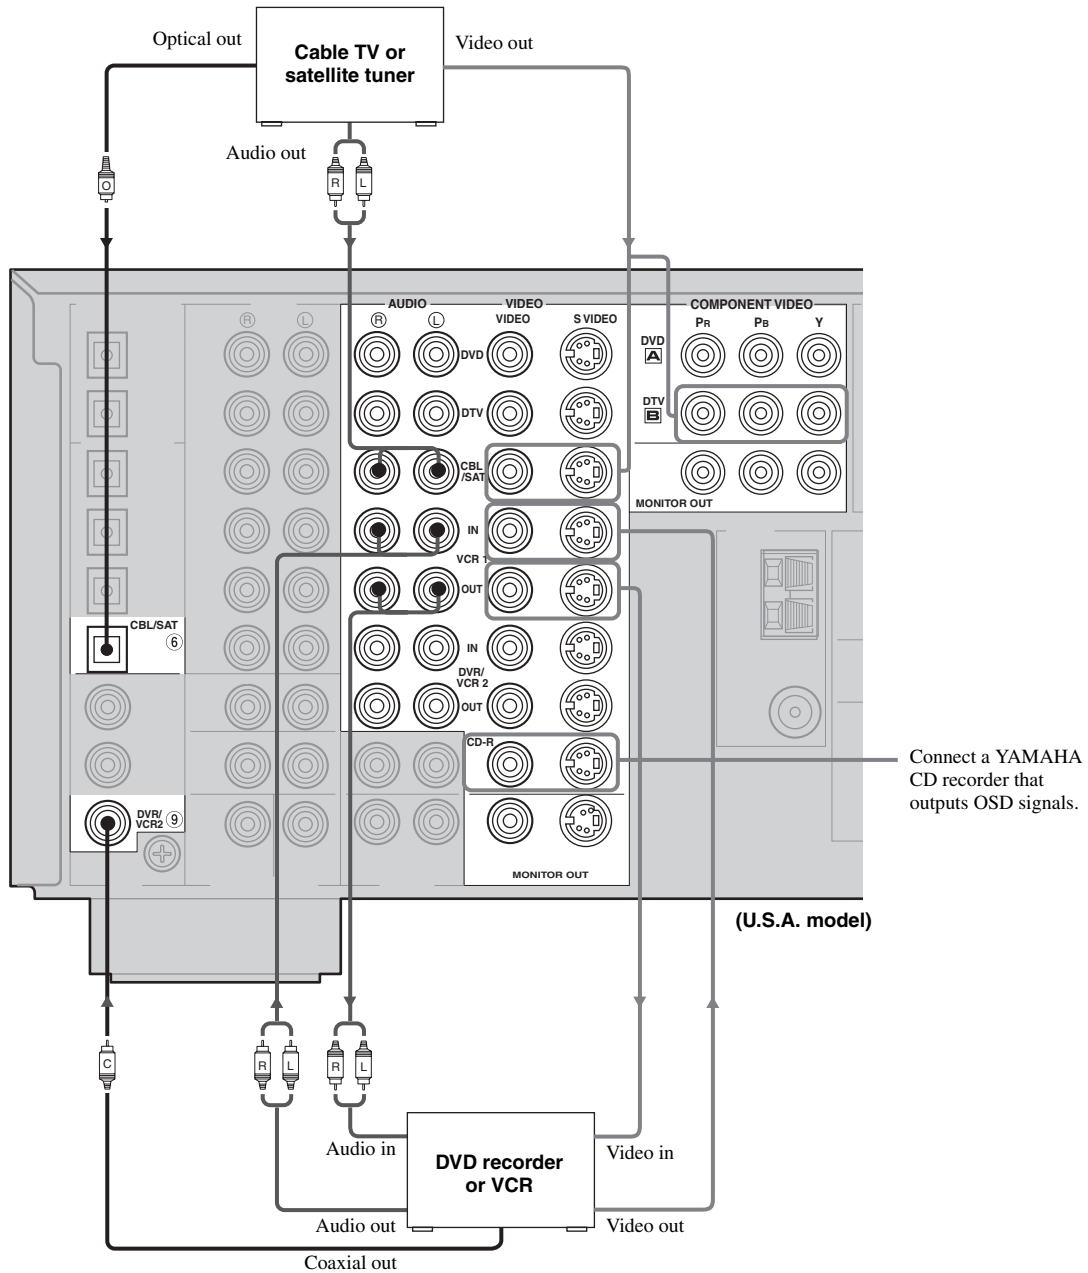 Optical out
Cable TV or
satellite tuner
Video out
Audio out
O
R L
AUDIO
VIDEO
COMPONENT VIDEO
R L R L
VIDEO
S VIDEO
PR PB Y
DVD
DVD
A
DTV
DTV
B
CBL
/SAT
MONITOR OUT
IN
VCR 1
OUT
CBL/SAT
6
IN
DVR/
VCR 2
OUT
CD-R
Connect a YAMAHA
CD recorder that
outputs OSD signals.
DVR/
VCR2
9
MONITOR OUT
(U.S.A. model)
C
R L
R L
Audio in
DVD recorder
or VCR
Video in
Audio out
Video out
Coaxial out